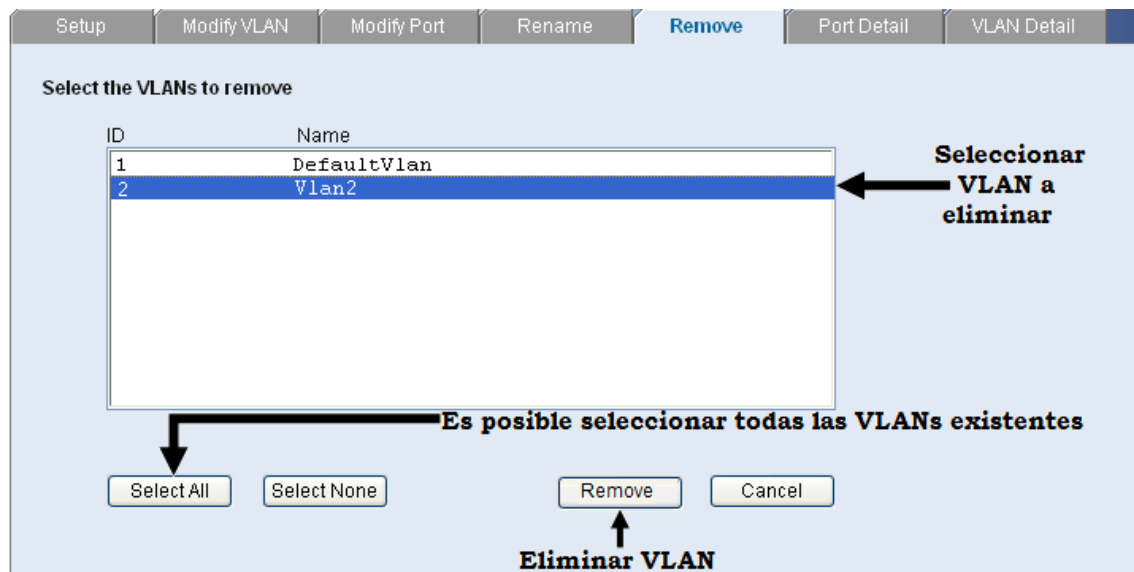 Setup Modify VLAN Modify Port Rename Remove Port Detail VLAN Detail
Select the VLANs to remove
ID Name
1 DefaultVlan
2 Vlan2
Seleccionar
VLAN a
eliminar
Es posible seleccionar todas las VLANs existentes
Select All Select None Remove Cancel
Eliminar VLAN